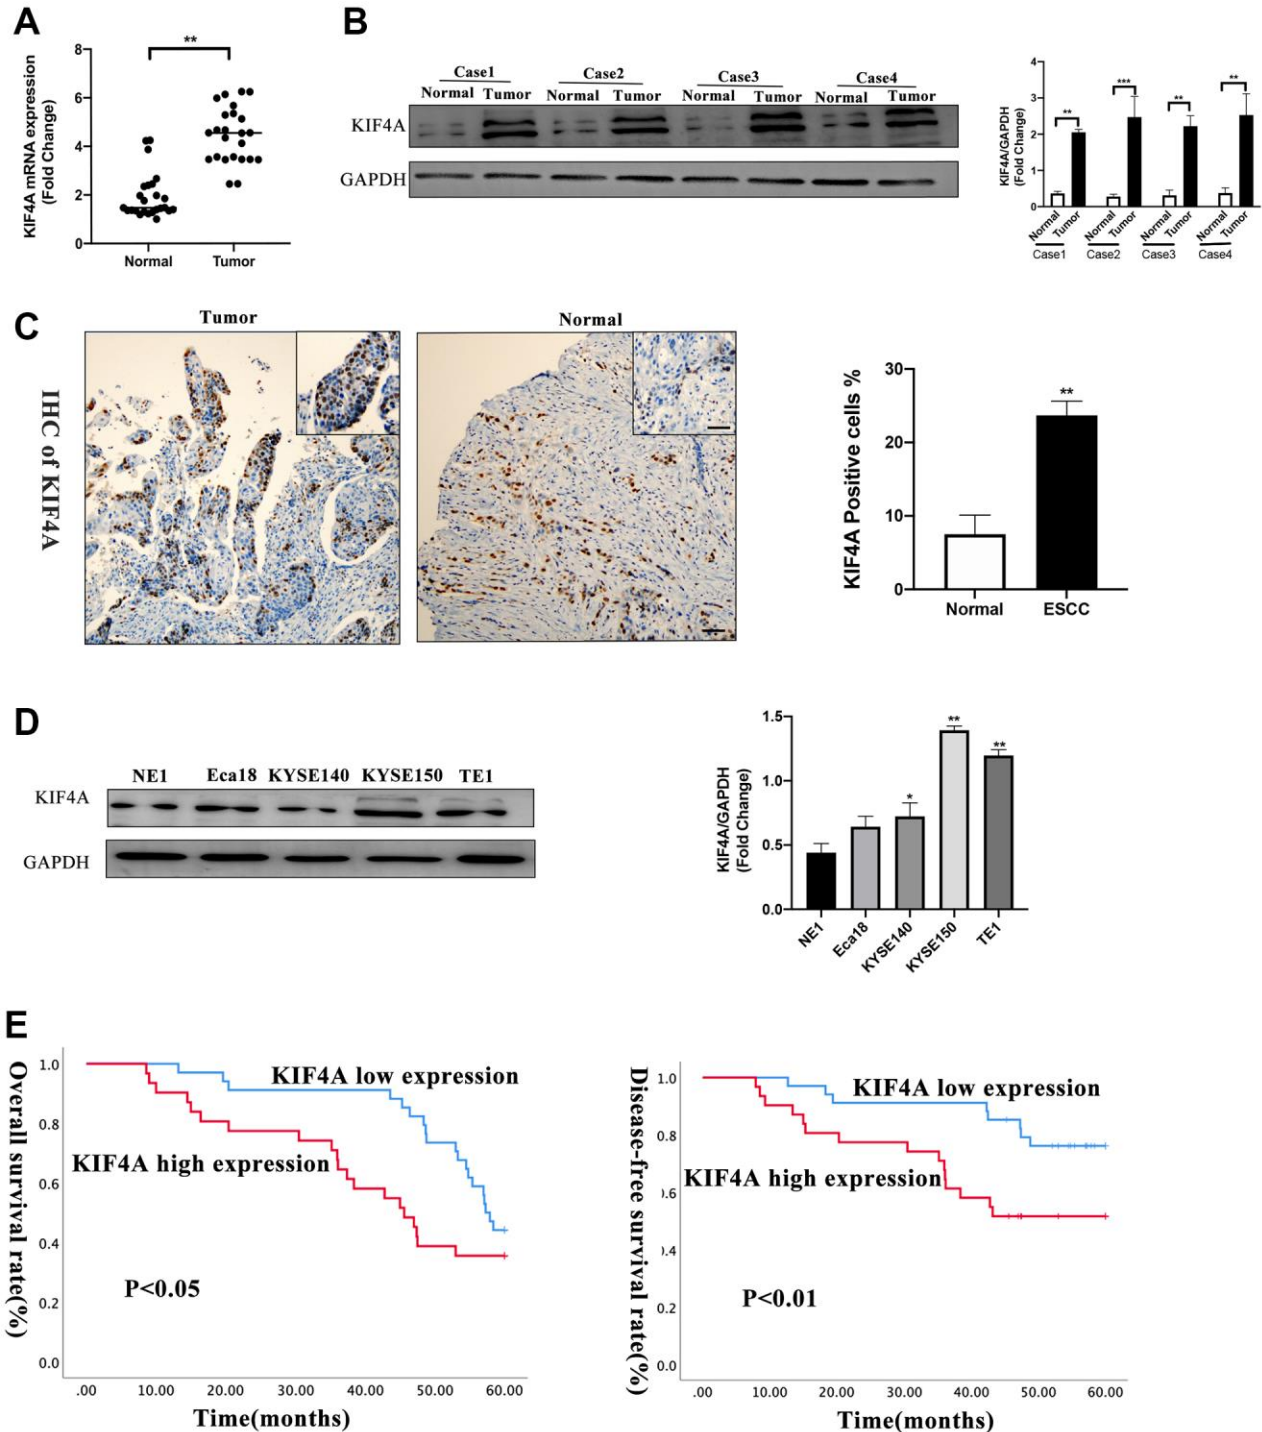 A
KIF4A mRNA expression
(Fold Change)
8
6
4
2
0
**
Normal
Tumor
B
Case1
Case2
Case3
Case4
Normal Tumor Normal Tumor Normal Tumor Normal Tumor
KIF4A
GAPDH
KIF4A/GAPDH
(Fold Change)
4
3
2
1
0
**
***
**
**
Normal Tumor Normal Tumor Normal Tumor Normal Tumor
Case1 Case2 Case3 Case4
C
Tumor
Normal
IHC of KIF4A
KIF4A Positive cells %
30
20
10
0
**
Normal
ESCC
D
NE1 Eca18 KYSE140 KYSE150 TE1
KIF4A
GAPDH
KIF4A/GAPDH
(Fold Change)
1.5
1.0
0.5
0.0
*
**
**
NE1 Eca18 KYSE140 KYSE150 TE1
E
Overall survival rate(%)
1.0
0.8
0.6
0.4
0.2
0.0
KIF4A low expression
KIF4A high expression
P<0.05
.00 10.00 20.00 30.00 40.00 50.00 60.00
Time(months)
Disease-free survival rate(%)
1.0
0.8
.6
.4
0.2
0.0
KIF4A low expression
KIF4A high expression
P<0.01
.00 10.00 20.00 30.00 40.00 50.00 60.00
Time(months)